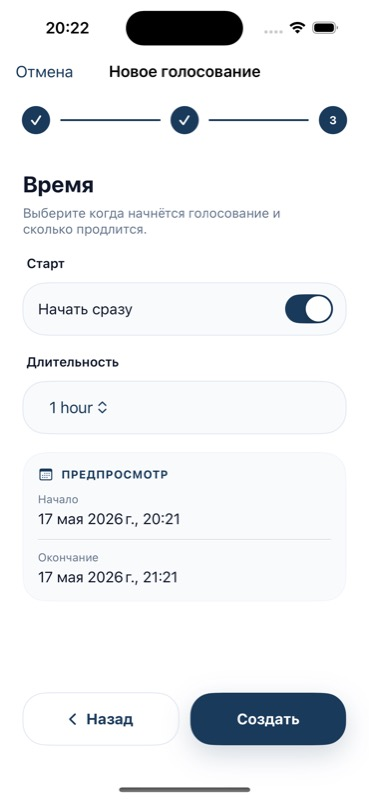 20:22
Отмена
Новое голосование
3
Время
Выберите когда начнётся голосование и
сколько продлится.
Старт
Начать сразу
Длительность
1 hour
ПРЕДПРОСМОТР
Начало
17 мая 2026 г., 20:21
Окончание
17 мая 2026 г., 21:21
Назад
Создать